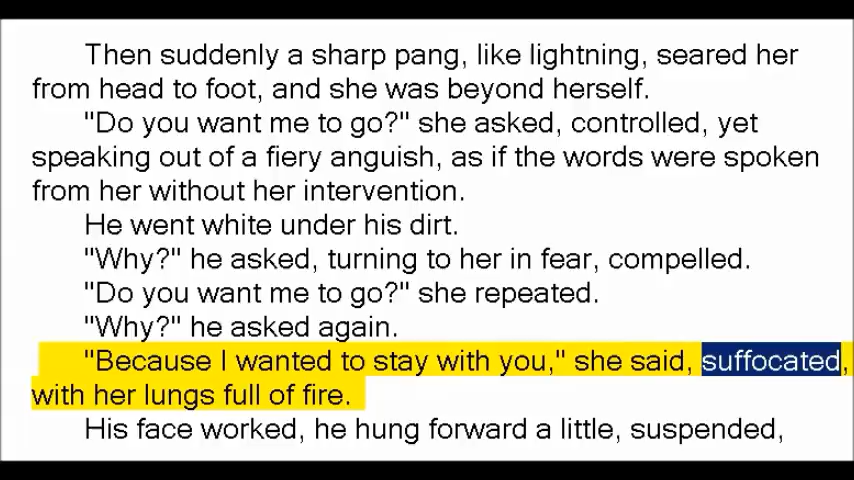 Then suddenly a sharp pang, like lightning, seared her
from head to foot, and she was beyond herself.
"Do you want me to go?" she asked, controlled, yet
speaking out of a fiery anguish, as if the words were spoken
from her without her intervention.
He went white under his dirt.
"Why?" he asked, turning to her in fear, compelled.
"Do you want me to go?" she repeated.
"Why?" he asked again.
"Because I wanted to stay with you," she said, suffocated,
with her lungs full of fire.
His face worked, he hung forward a little, suspended,